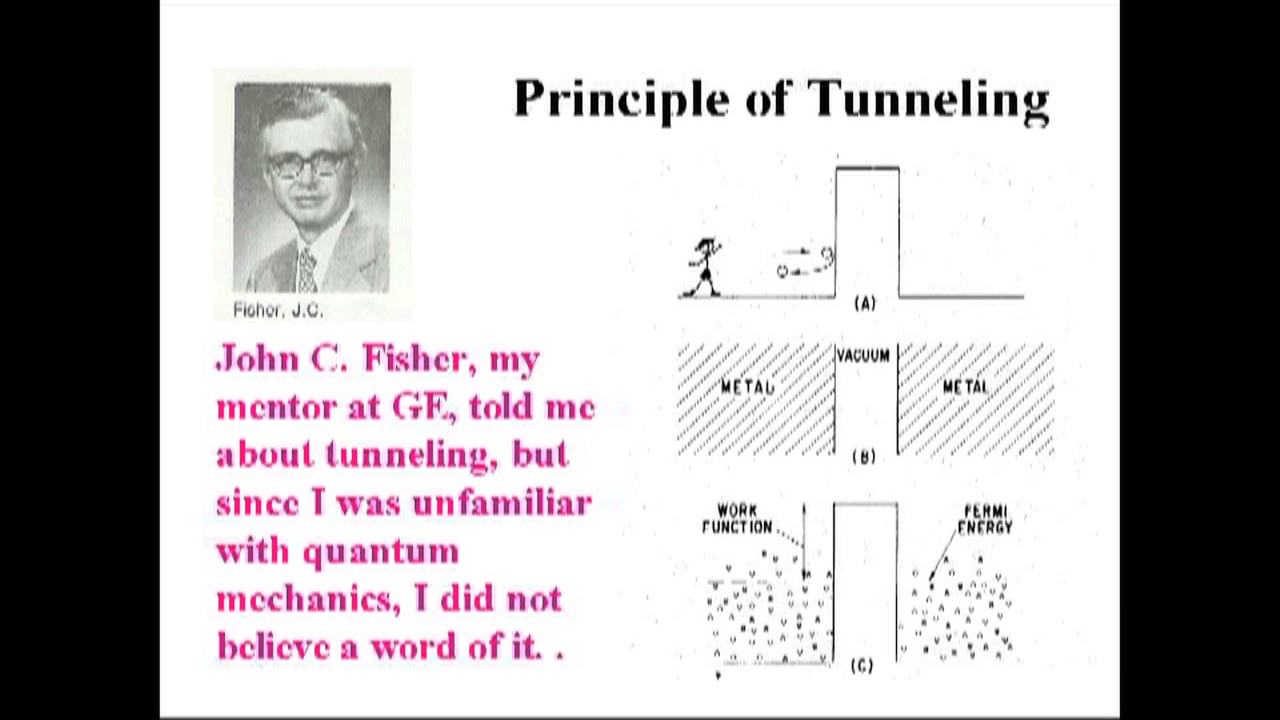 Principle of Tunneling
Fisher, J.C.
John C. Fisher, my
mentor at GE, told me
about tunneling, but
since I was unfamiliar
with quantum
mechanics, I did not
believe a word of it. .
(A)
VACUUM
METAL
METAL
(B)
WORK
FUNCTION
FERMI
ENERGY
(C)